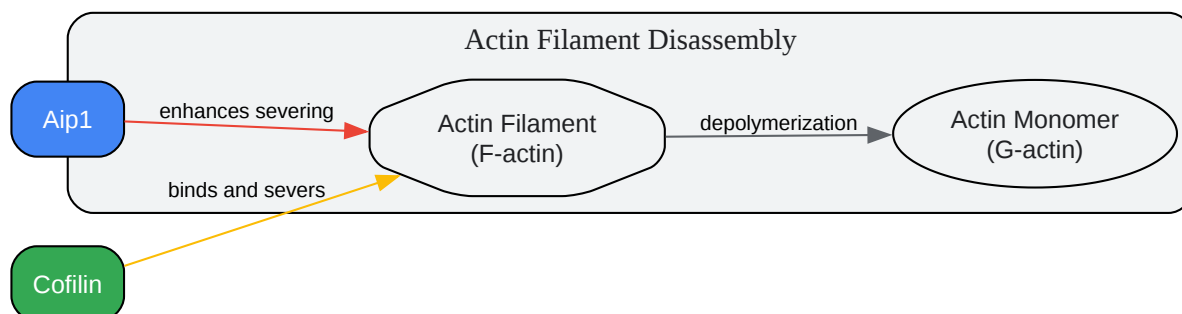 Actin Filament Disassembly
Aip1
enhances severing
Actin Filament
(F-actin)
depolymerization
Actin Monomer
(G-actin)
binds and severs
Cofilin